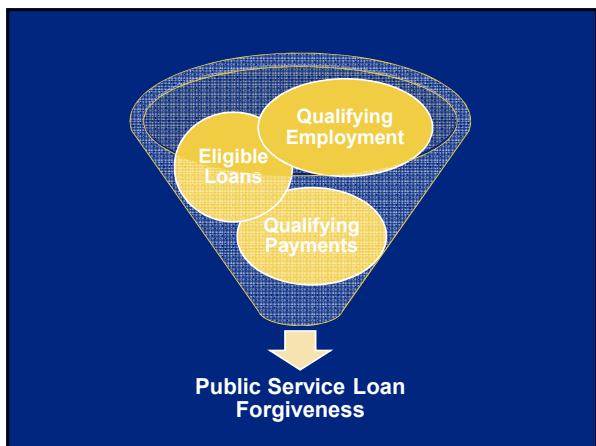 Qualifying
Employment
Eligible
Loans
Qualifying
Payments
Public Service Loan
Forgiveness